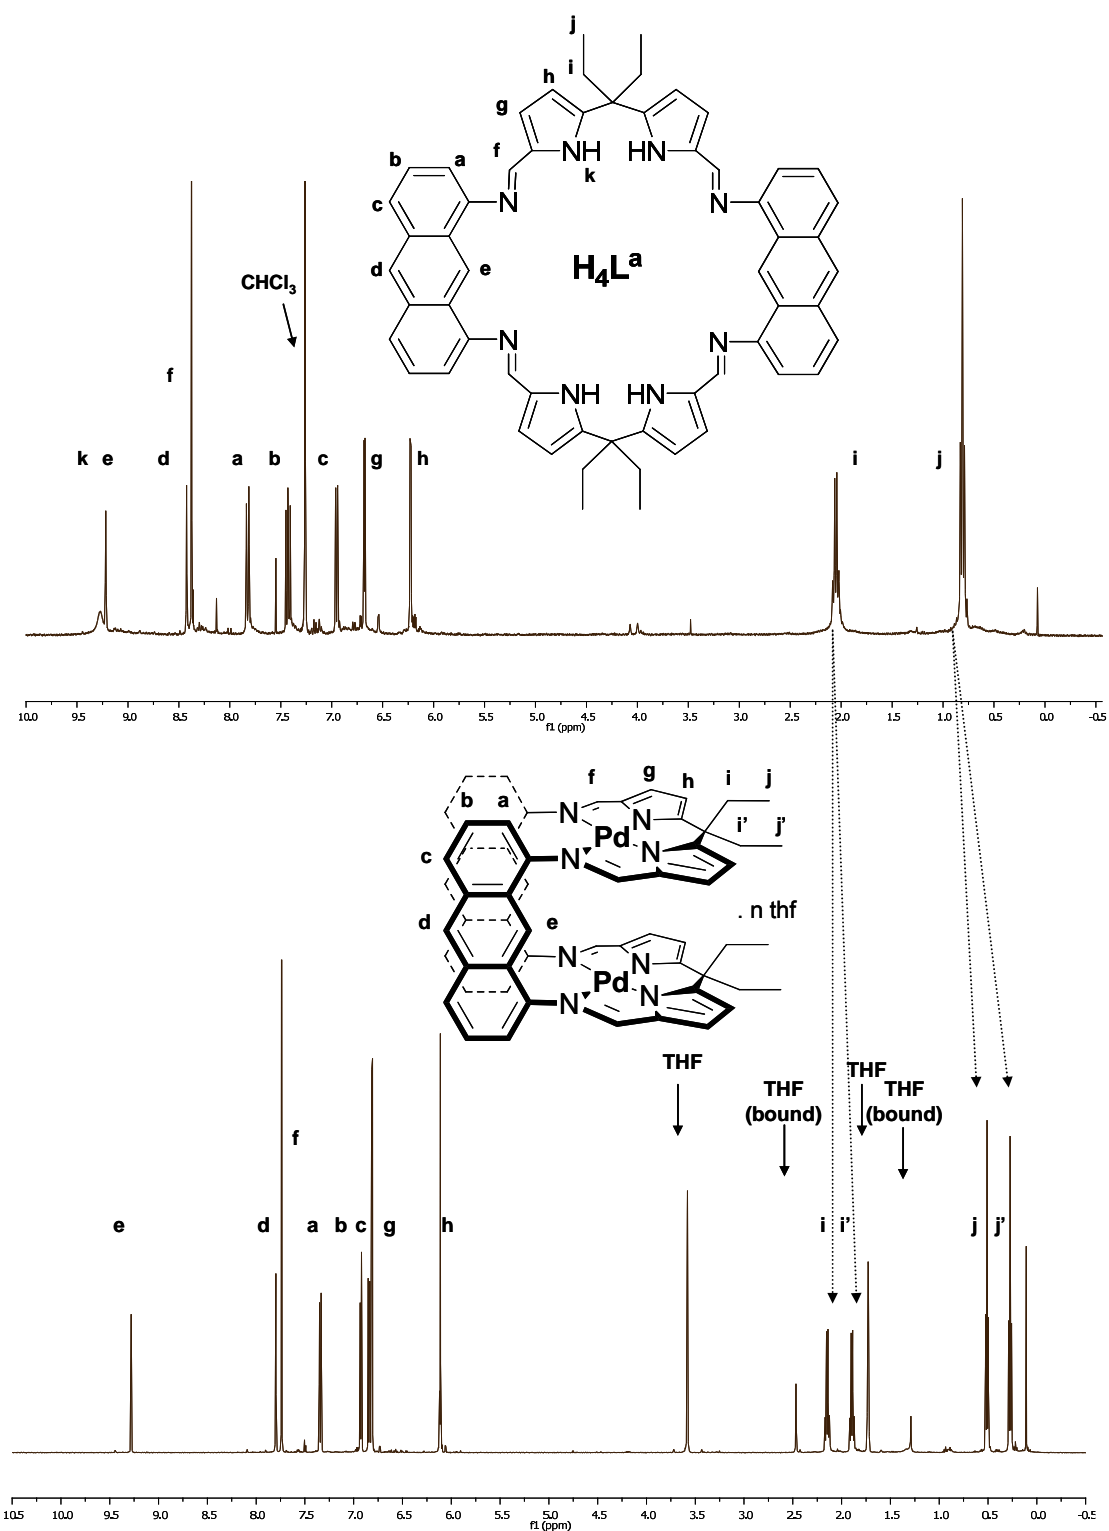 j
i
h
g
f
NH
HN
k
b
a
c
N
N
d
e
H4La
CHCl3
N
N
f
NH
HN
k e d a b c g h
i
j
10.0 9.5 9.0 8.5 8.0 7.5 7.0 6.5 6.0 5.5 5.0 4.5 4.0 3.5 3.0 2.5 2.0 1.5 1.0 0.5 0.0 -0.5
f1 (ppm)
f g h i j
b a
N
N
Pd
i' j'
c
N
N
. n thf
d
e
N
N
Pd
N
N
THF
THF
THF
(bound)
THF
(bound)
f
e d a b c g h
i i'
j j'
10.5 10.0 9.5 9.0 8.5 8.0 7.5 7.0 6.5 6.0 5.5 5.0 4.5 4.0 3.5 3.0 2.5 2.0 1.5 1.0 0.5 0.0 -0.5
f1 (ppm)